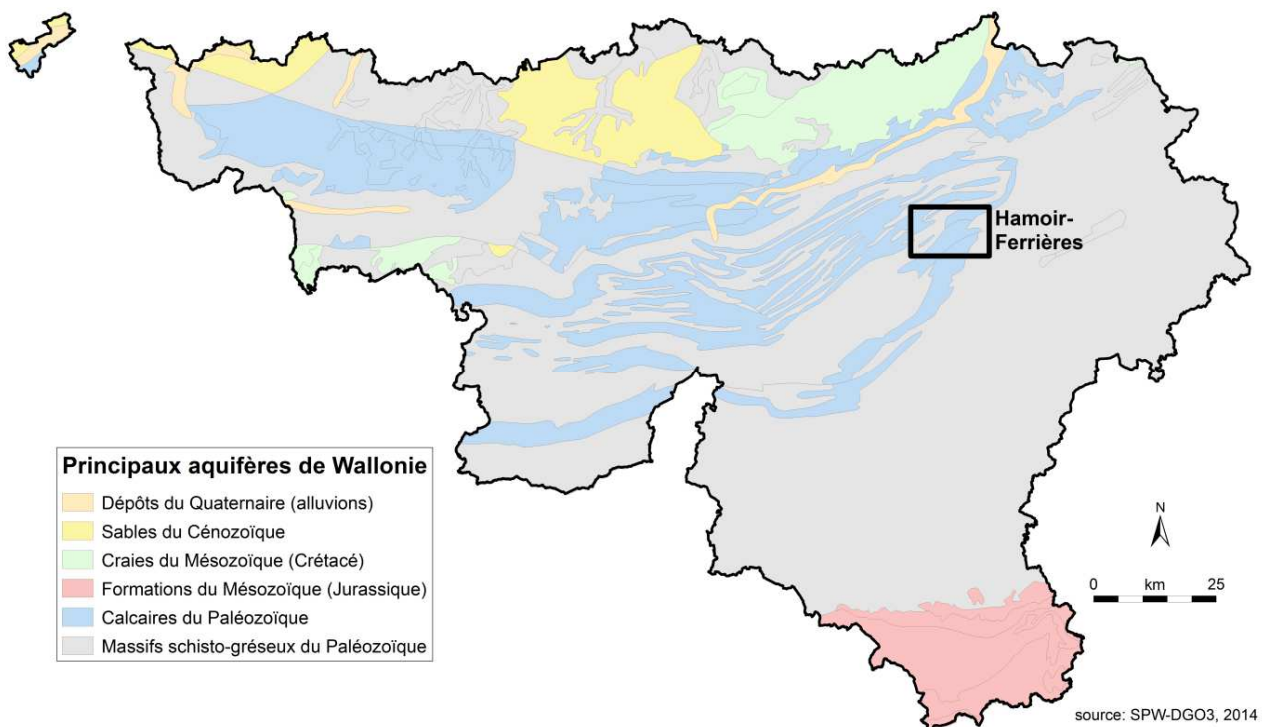 Hamoir-
Ferrières
Principaux aquifères de Wallonie
Dépôts du Quaternaire (alluvions)
Sables du Cénozoïque
Craies du Mésozoïque (Crétacé)
Formations du Mésozoïque (Jurassique)
Calcaires du Paléozoïque
Massifs schisto-gréseux du Paléozoïque
N
0 km 25
source: SPW-DGO3, 2014